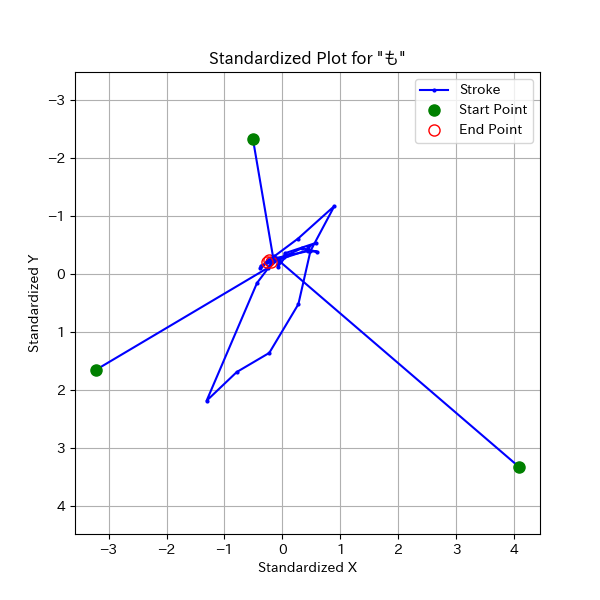 Standardized Plot for "も"
Stroke
Start Point
End Point
−3
−2
−1
0
1
2
3
4
Standardized Y
−3 −2 −1 0 1 2 3 4
Standardized X